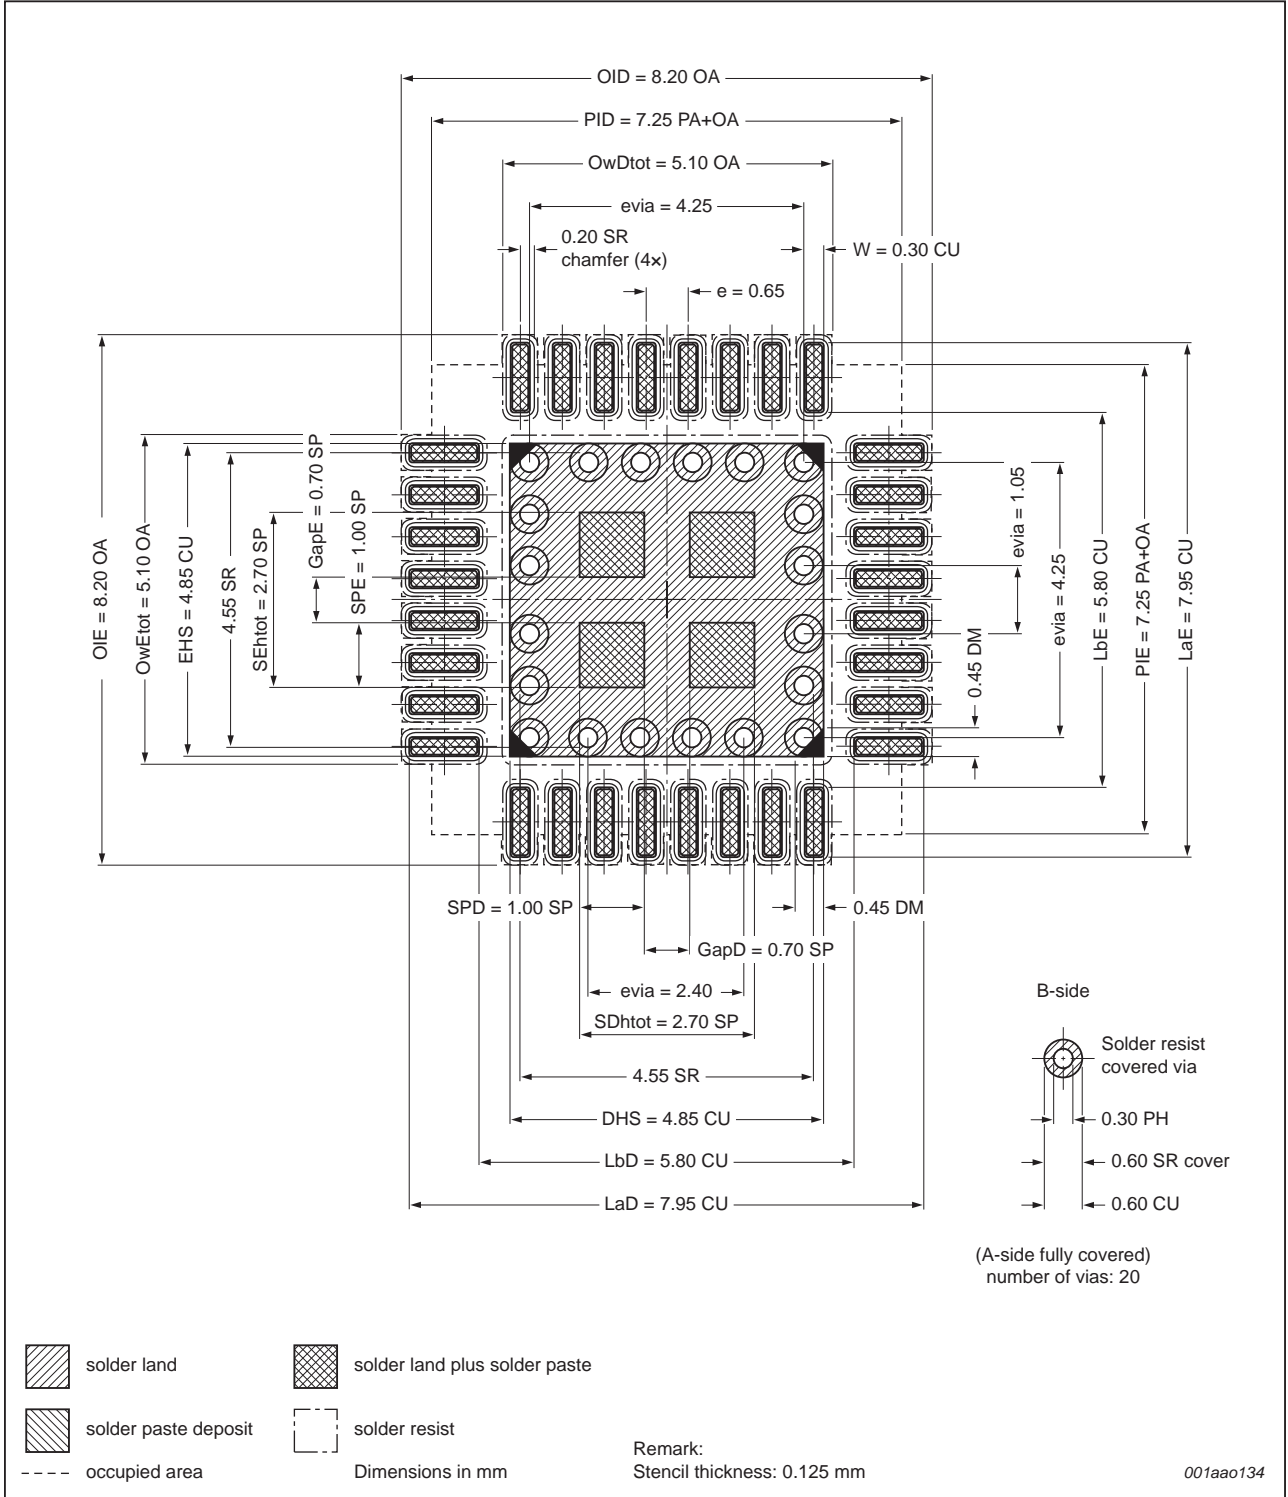 OID = 8.20 OA
PID = 7.25 PA+OA
OwDtot = 5.10 OA
evia = 4.25
0.20 SR
chamfer (4×)
W = 0.30 CU
e = 0.65
OIE = 8.20 OA
OwEtot = 5.10 OA
EHS = 4.85 CU
4.55 SR
SEhtot = 2.70 SP
GapE = 0.70 SP
SPE = 1.00 SP
evia = 1.05
0.45 DM
evia = 4.25
LbE = 5.80 CU
PIE = 7.25 PA+OA
LaE = 7.95 CU
SPD = 1.00 SP
0.45 DM
GapD = 0.70 SP
evia = 2.40
SDhtot = 2.70 SP
4.55 SR
DHS = 4.85 CU
LbD = 5.80 CU
LaD = 7.95 CU
B-side
Solder resist
covered via
0.30 PH
0.60 SR cover
0.60 CU
(A-side fully covered)
number of vias: 20
solder land
solder land plus solder paste
solder paste deposit
solder resist
occupied area
Dimensions in mm
Remark:
Stencil thickness: 0.125 mm
001aao134